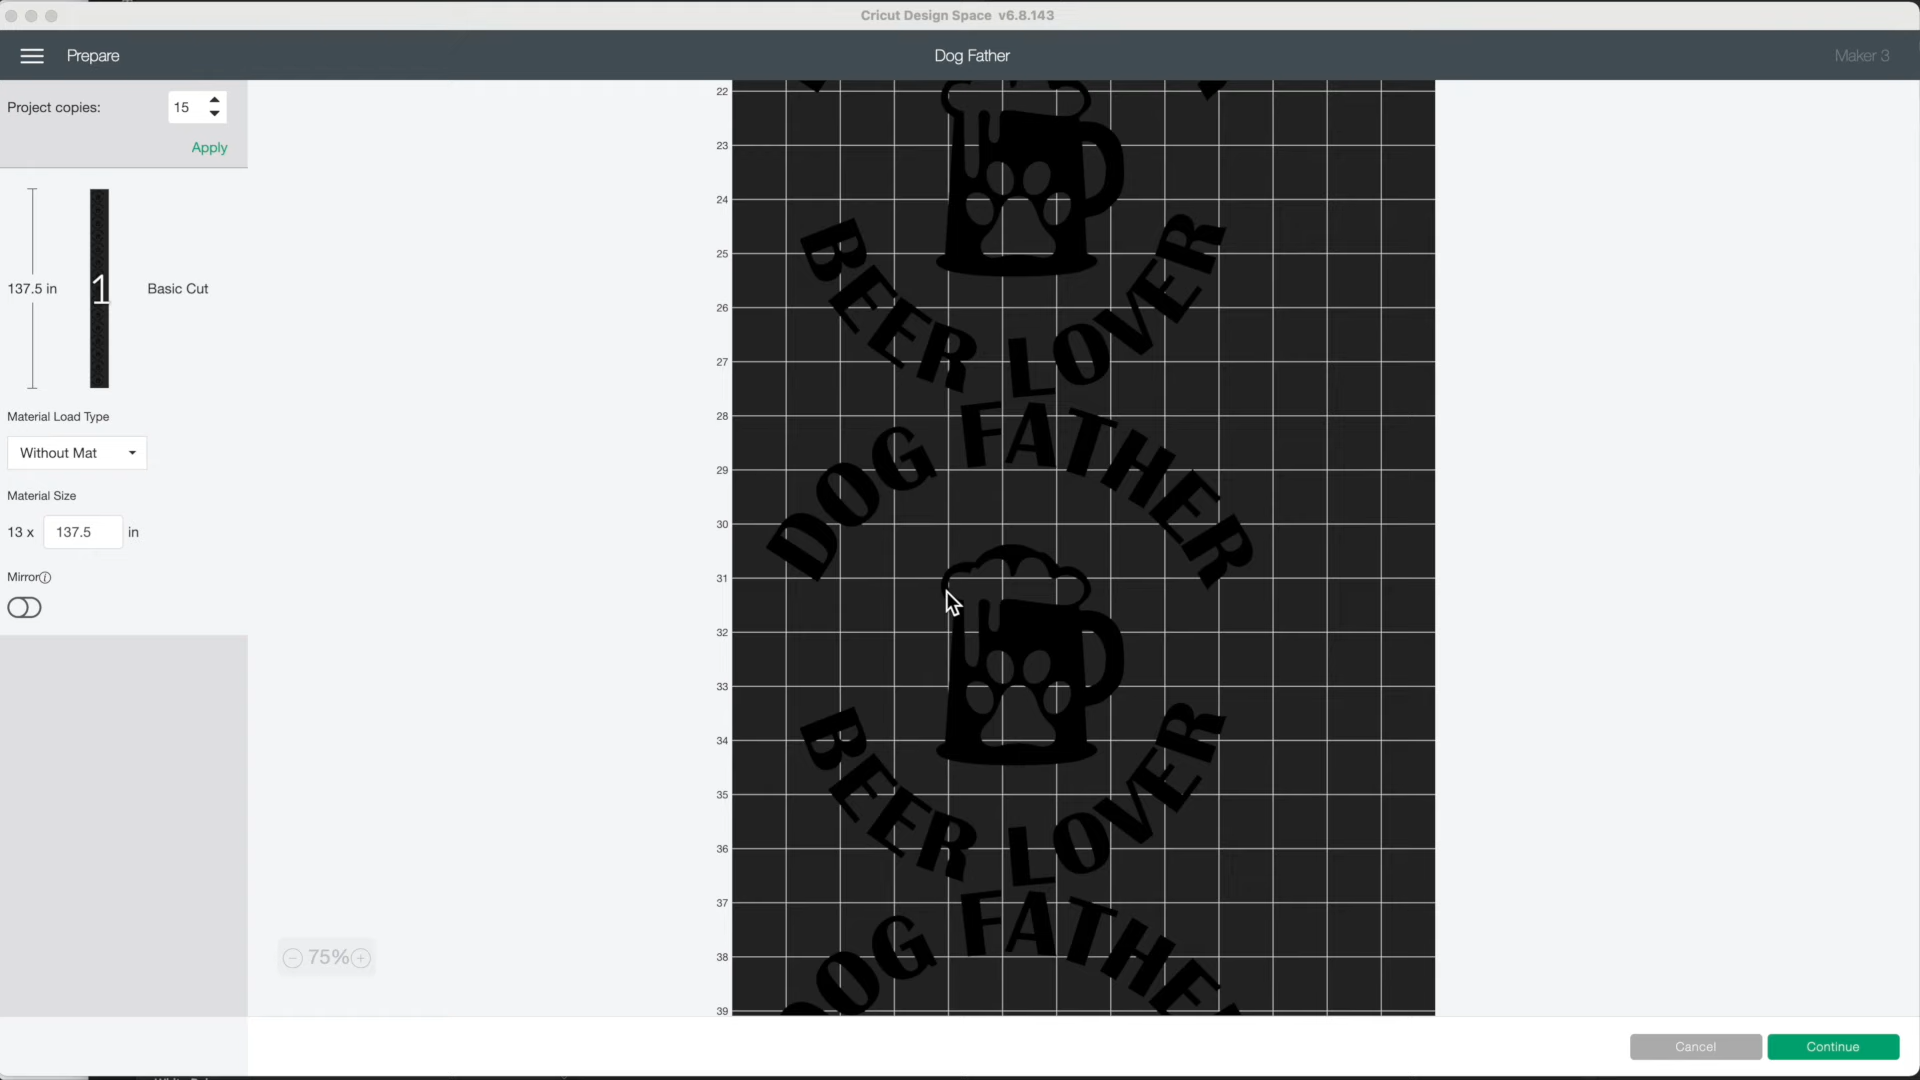 Cricut Design Space v6.8.143
Prepare
Dog Father
Maker 3
Project copies:
15
Apply
137.5 in
1
Basic Cut
Material Load Type
Without Mat
Material Size
13 x
137.5
in
Mirror
75%
22
23
24
25
26
27
28
29
30
31
32
33
34
35
36
37
38
39
BEER LOVER
DOG FATHER
BEER LOVER
DOG FATHE
Cancel
Continue